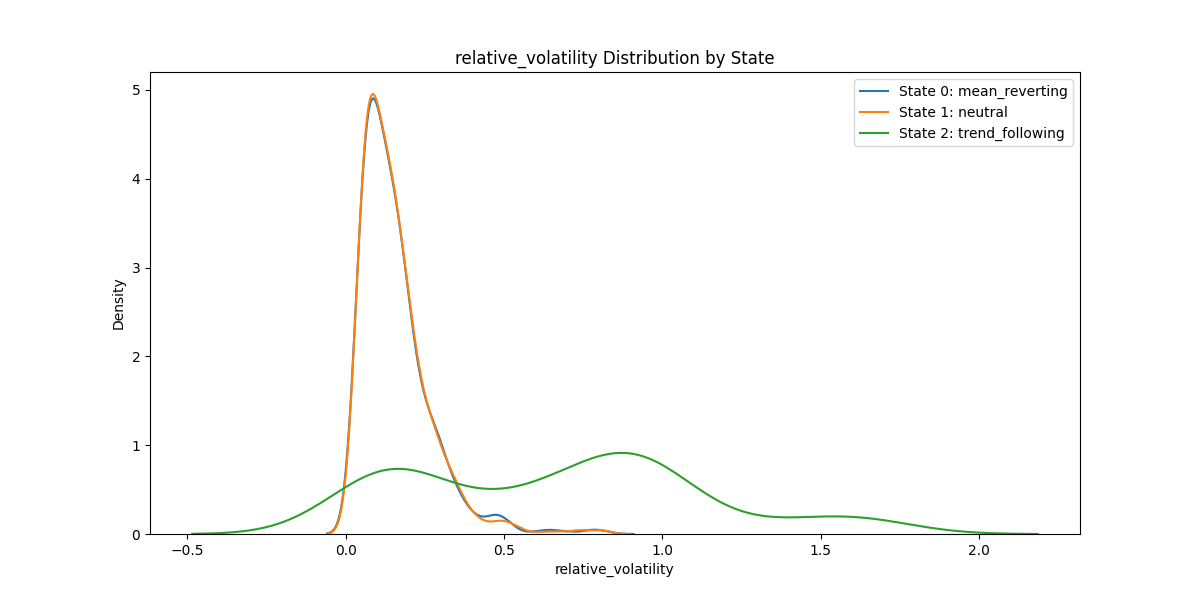 relative_volatility Distribution by State
State 0: mean_reverting
State 1: neutral
State 2: trend_following
Density
5
4
3
2
1
0
−0.5 0.0 0.5 1.0 1.5 2.0
relative_volatility